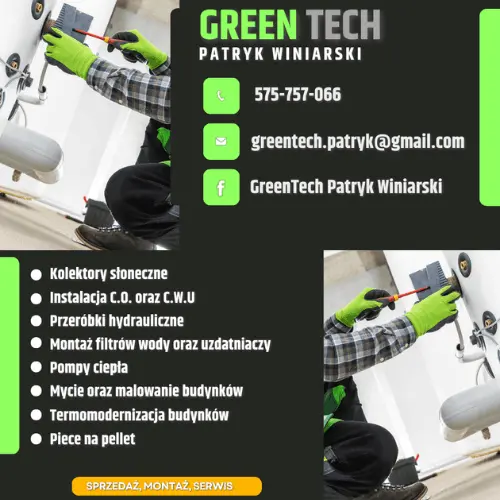 GREEN TECH
PATRYK WINIARSKI
575-757-066
greentech.patryk@gmail.com
GreenTech Patryk Winiarski
Kolektory słoneczne
Instalacja C.O. oraz C.W.U
Przeróbki hydrauliczne
Montaż filtrów wody oraz uzdatniaczy
Pompy ciepła
Mycie oraz malowanie budynków
Termomodernizacja budynków
Piece na pellet
SPRZEDAŻ, MONTAŻ, SERWIS